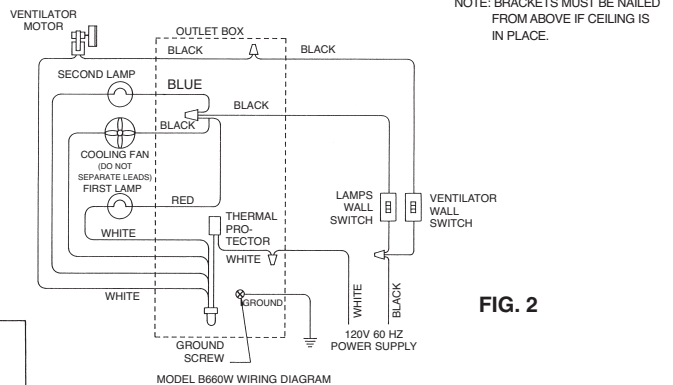 NOTE: BRACKETS MUST BE NAILED
FROM ABOVE IF CEILING IS
IN PLACE.
VENTILATOR
MOTOR
OUTLET BOX
BLACK
BLACK
SECOND LAMP
BLUE
BLACK
BLACK
COOLING FAN
(DO NOT
SEPARATE LEADS)
FIRST LAMP
RED
WHITE
THERMAL
PRO-
TECTOR
WHITE
LAMPS
WALL
SWITCH
VENTILATOR
WALL
SWITCH
WHITE
GROUND
WHITE
BLACK
FIG. 2
GROUND
SCREW
120V 60 HZ
POWER SUPPLY
MODEL B660W WIRING DIAGRAM